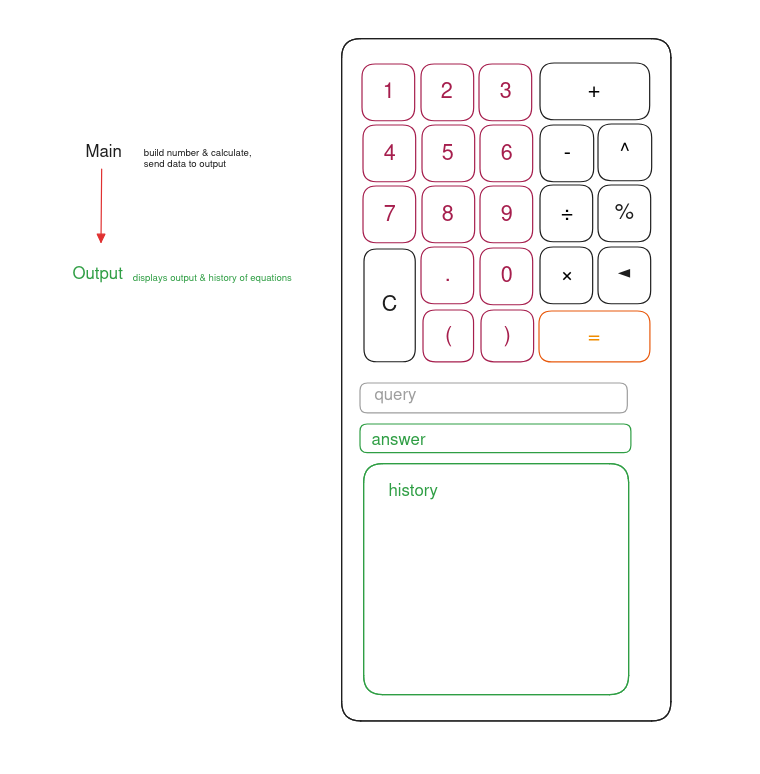 Main
build number & calculate,
send data to output
Output
displays output & history of equations
1 2 3 +
4 5 6 - ^
7 8 9 ÷ %
C . 0 × ◄
( ) =
query
answer
history